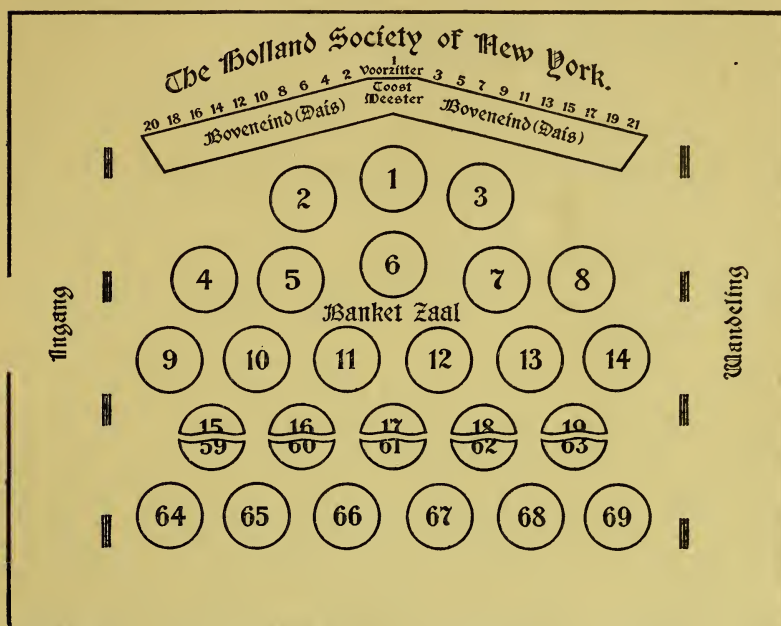 The Holland Society of New York.
20 18 16 14 12 10 8 6 4 2 1 3 5 7 9 11 13 15 17 19 21
Voorzitter
Toost
Meester
Boveneind (Dais) Boveneind (Dais)
1
2 3
6
4 5 7 8
Banket Zaal
Ingang
Wandeling
9 10 11 12 13 14
15 16 17 18 19
59 60 61 62 63
64 65 66 67 68 69